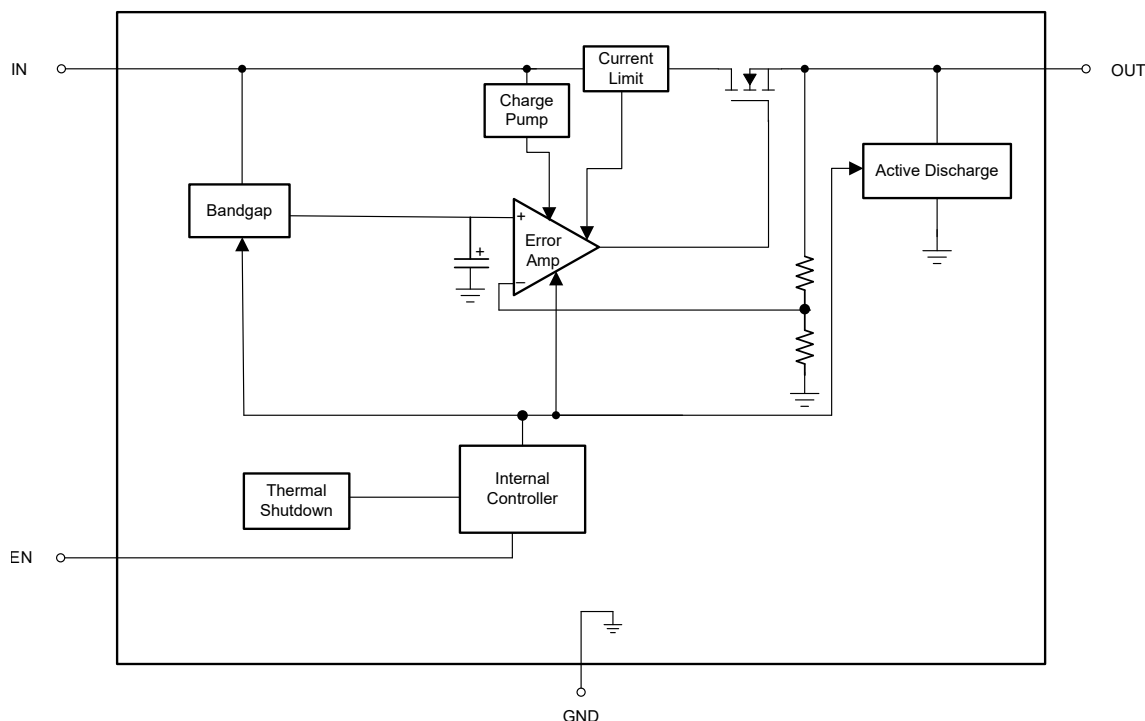 IN
Current
Limit
OUT
Charge
Pump
Active Discharge
Bandgap
+
Error
Amp
+
–
Internal
Controller
Thermal
Shutdown
EN
GND